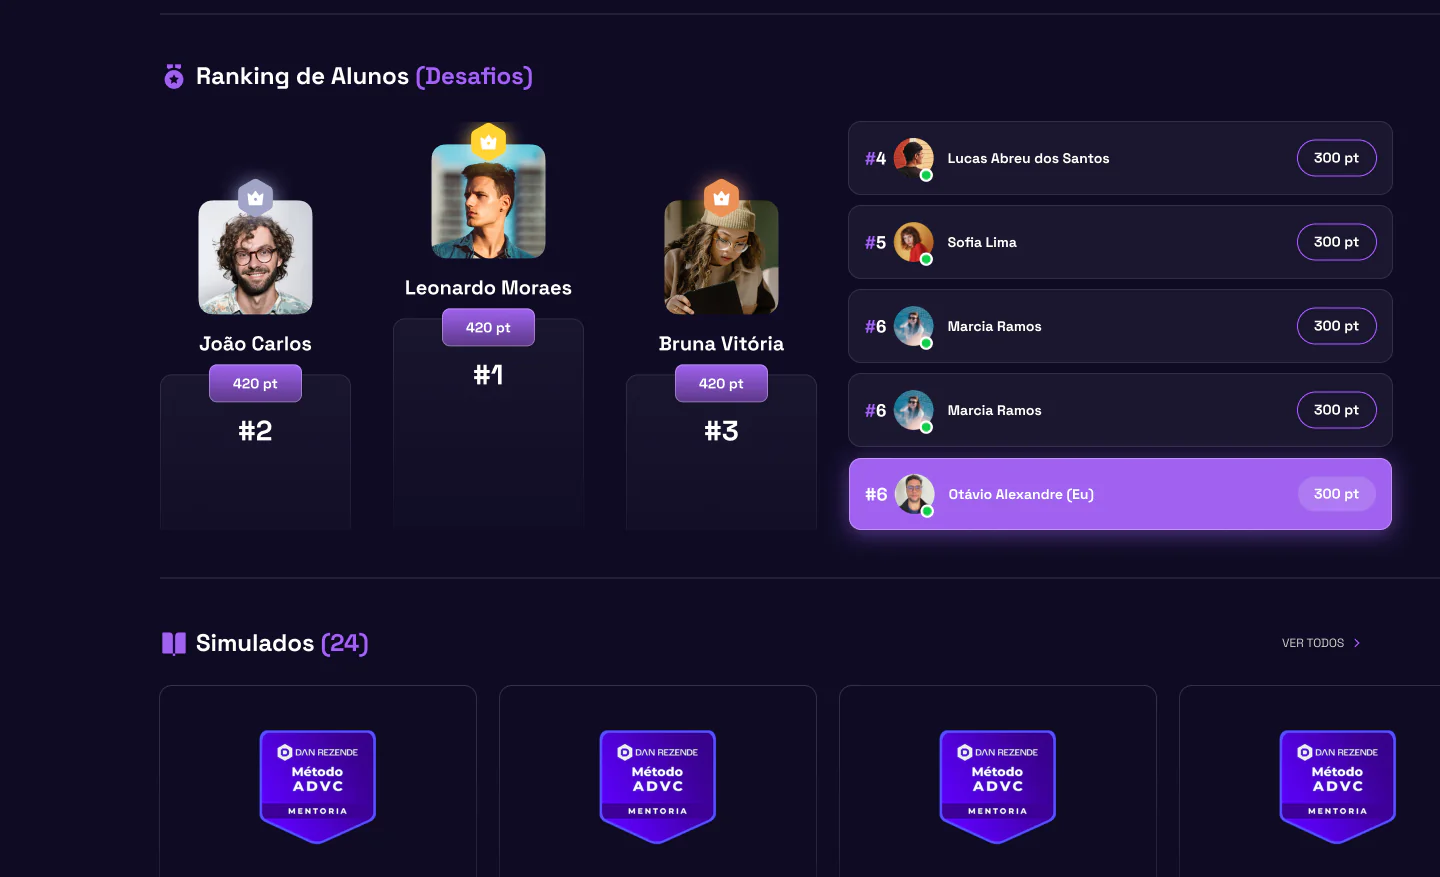 Ranking de Alunos (Desafios)
João Carlos
420 pt
#2
Leonardo Moraes
420 pt
#1
Bruna Vitória
420 pt
#3
#4 Lucas Abreu dos Santos 300 pt
#5 Sofia Lima 300 pt
#6 Marcia Ramos 300 pt
#6 Marcia Ramos 300 pt
#6 Otávio Alexandre (Eu) 300 pt
Simulados (24)
VER TODOS
DAN REZENDE
Método
ADVC
MENTORIA
DAN REZENDE
Método
ADVC
MENTORIA
DAN REZENDE
Método
ADVC
MENTORIA
DAN REZENDE
Método
ADVC
MENTORIA